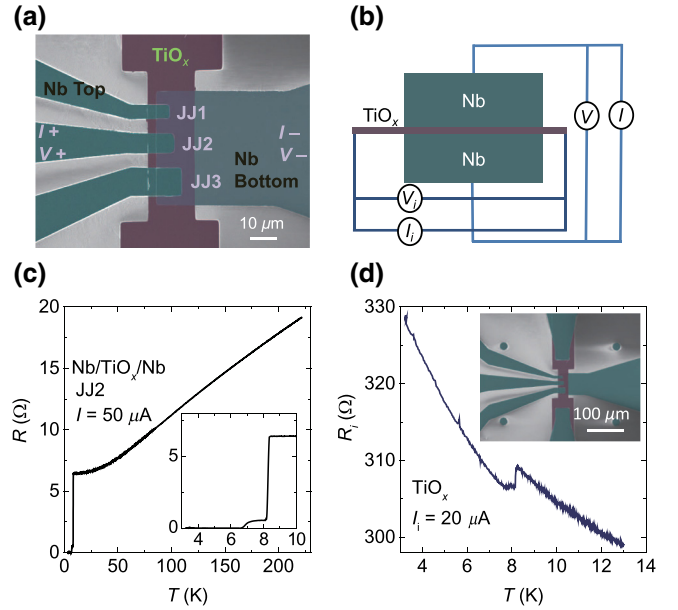 (a)
TiOx
Nb Top
JJ1
I +
V +
JJ2
I –
V –
Nb
Bottom
JJ3
10 μm
(b)
Nb
TiOx
Nb
V
I
Vi
Ii
(c)
20
15
10
5
0
R (Ω)
Nb/TiOx/Nb
JJ2
I = 50 μA
5
0
4
6
8
10
0
50
100
150
200
T (K)
(d)
330
320
310
300
Ri (Ω)
100 μm
TiOx
Ii = 20 μA
4
6
8
10
12
14
T (K)